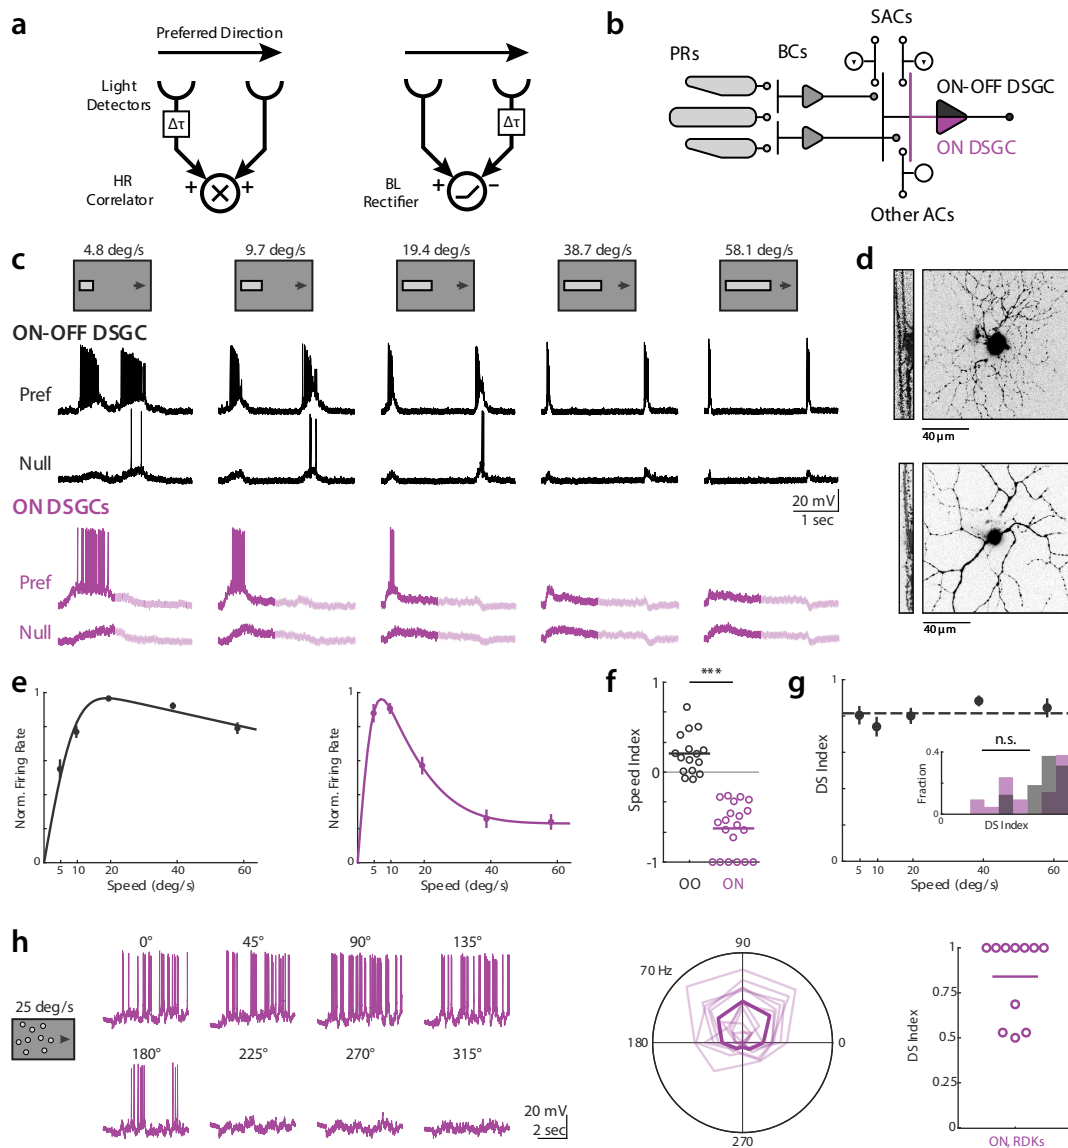 a
Preferred Direction
Light
Detectors
Δτ
Δτ
HR
Correlator
+ +
BL
Rectifier
+ −
b
SACs
PRs
BCs
ON-OFF DSGC
ON DSGC
Other ACs
c
4.8 deg/s
9.7 deg/s
19.4 deg/s
38.7 deg/s
58.1 deg/s
ON-OFF DSGC
Pref
Null
20 mV
1 sec
ON DSGCs
Pref
Null
d
40 µm
40 µm
e
Norm. Firing Rate
1
0
5 10 20 40 60
Speed (deg/s)
Norm. Firing Rate
1
0
5 10 20 40 60
Speed (deg/s)
f
Speed Index
1
0
-1
***
OO
ON
g
DS Index
1
0
5 10 20 40 60
Speed (deg/s)
n.s.
Fraction
0.4
0
DS Index
h
25 deg/s
0°
45°
90°
135°
180°
225°
270°
315°
20 mV
2 sec
90
70 Hz
180
0
270
DS Index
1
0.5
0
ON, RDKs